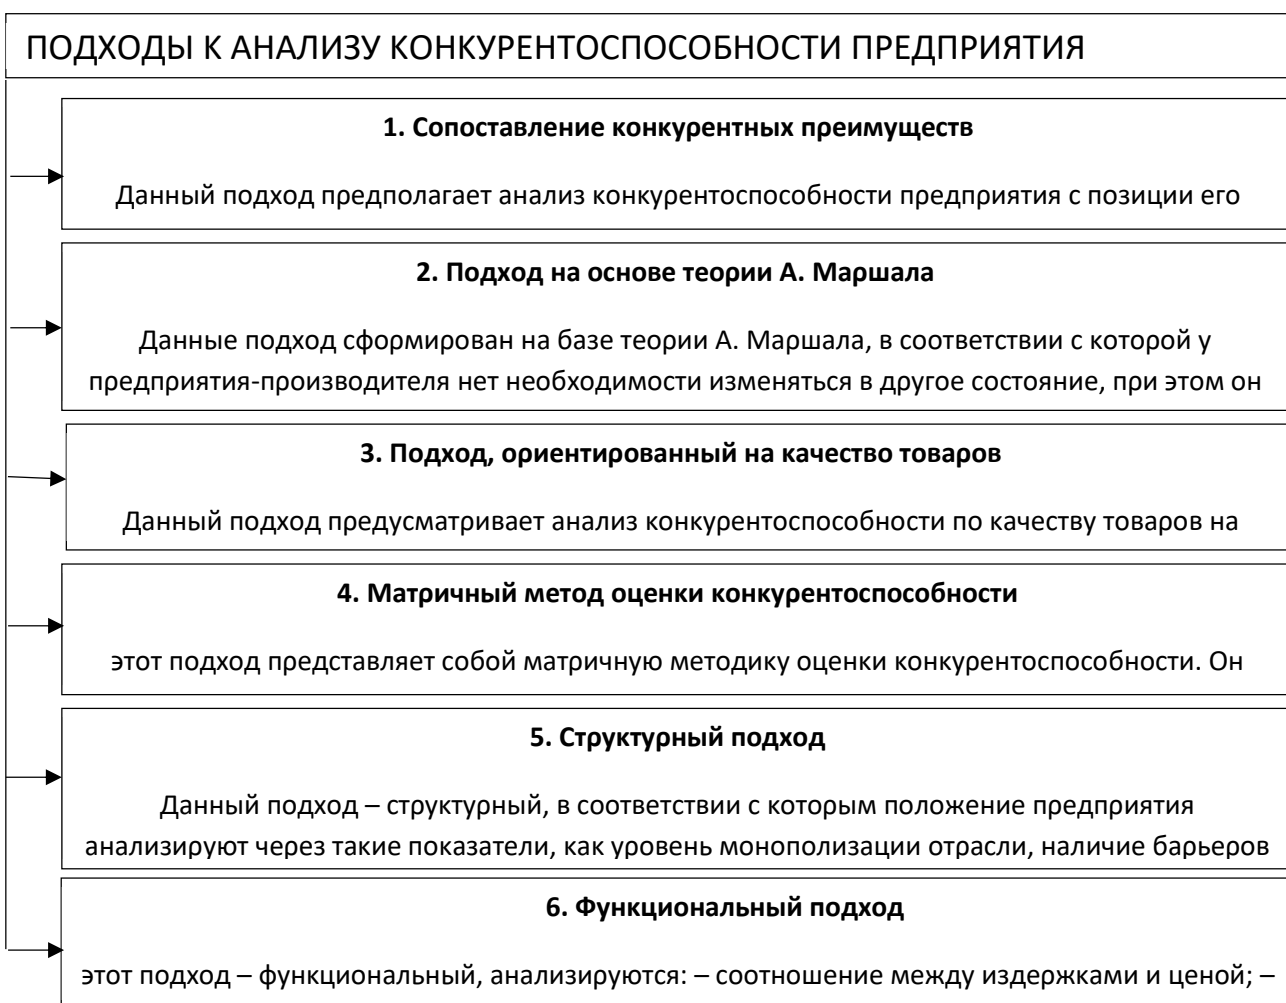 ПОДХОДЫ К АНАЛИЗУ КОНКУРЕНТОСПОСОБНОСТИ ПРЕДПРИЯТИЯ
1. Сопоставление конкурентных преимуществ
Данный подход предполагает анализ конкурентоспособности предприятия с позиции его
2. Подход на основе теории А. Маршала
Данные подход сформирован на базе теории А. Маршала, в соответствии с которой у
предприятия-производителя нет необходимости изменяться в другое состояние, при этом он
3. Подход, ориентированный на качество товаров
Данный подход предусматривает анализ конкурентоспособности по качеству товаров на
4. Матричный метод оценки конкурентоспособности
этот подход представляет собой матричную методику оценки конкурентоспособности. Он
5. Структурный подход
Данный подход – структурный, в соответствии с которым положение предприятия
анализируют через такие показатели, как уровень монополизации отрасли, наличие барьеров
6. Функциональный подход
этот подход – функциональный, анализируются: – соотношение между издержками и ценой; –